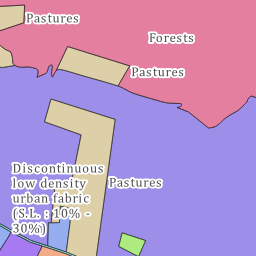 Pastures
Forests
Pastures
Discontinuous
low density
urban fabric
(S.L. : 10% -
30%)
Pastures